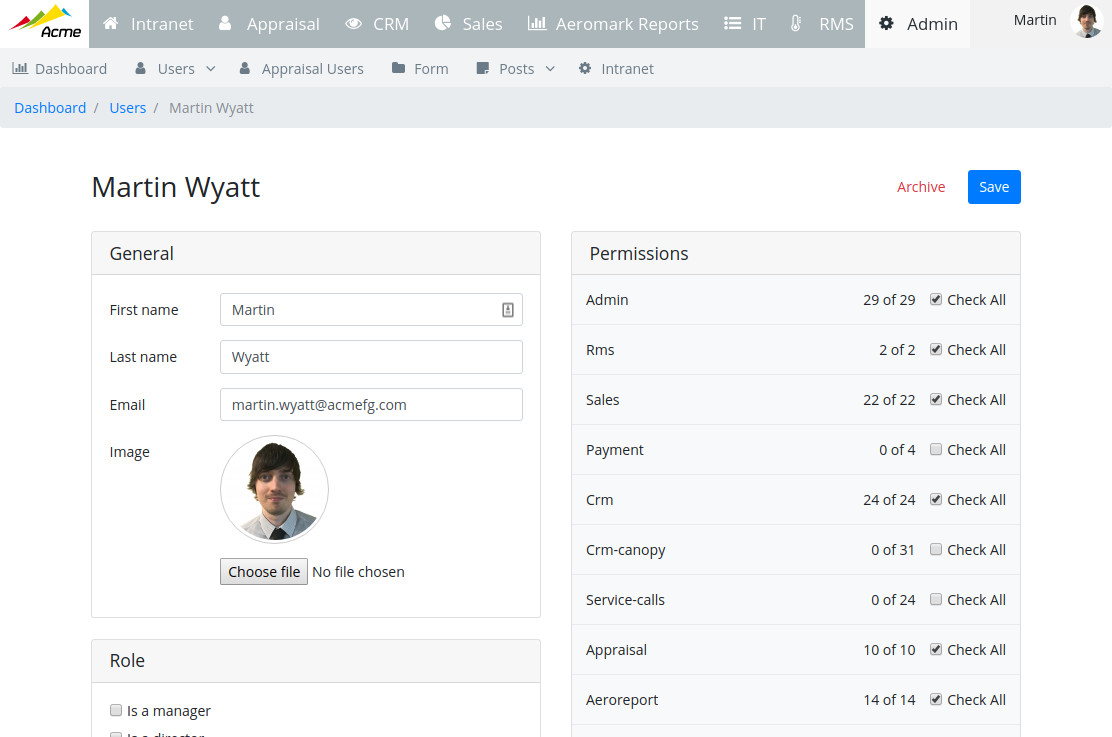 Acme Intranet Appraisal CRM Sales Aeromark Reports IT RMS Admin Martin
Dashboard Users Appraisal Users Form Posts Intranet
Dashboard / Users / Martin Wyatt
Martin Wyatt
Archive Save
General
First name Martin
Last name Wyatt
Email martin.wyatt@acmefg.com
Image
Choose file No file chosen
Role
Is a manager
Is a director
Permissions
Admin 29 of 29 Check All
Rms 2 of 2 Check All
Sales 22 of 22 Check All
Payment 0 of 4 Check All
Crm 24 of 24 Check All
Crm-canopy 0 of 31 Check All
Service-calls 0 of 24 Check All
Appraisal 10 of 10 Check All
Aeroreport 14 of 14 Check All